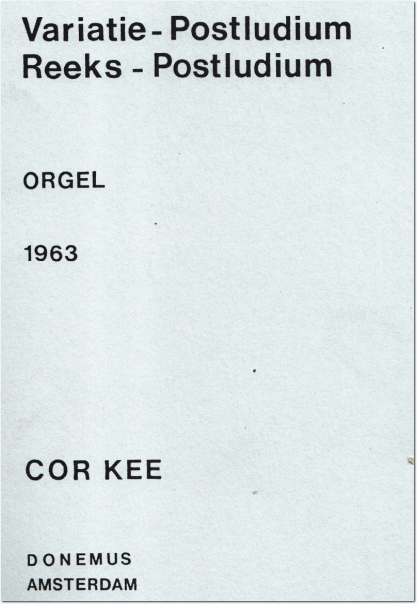 Variatie - Postludium
Reeks - Postludium
ORGEL
1963
COR KEE
DONEMUS
AMSTERDAM